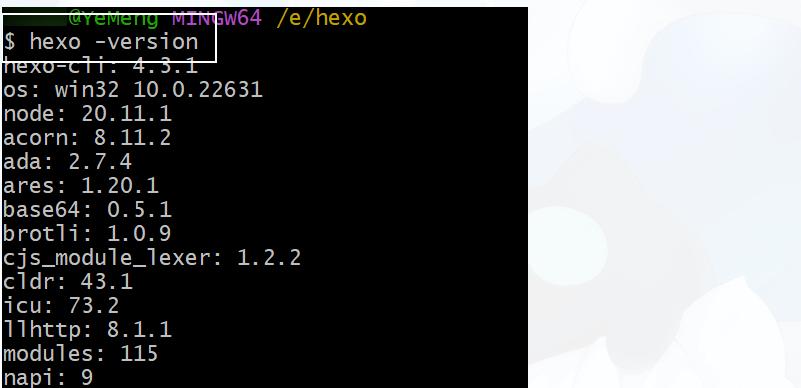 @YeMeng MINGW64 /e/hexo
$ hexo -version
hexo-cli: 4.3.1
os: win32 10.0.22631
node: 20.11.1
acorn: 8.11.2
ada: 2.7.4
ares: 1.20.1
base64: 0.5.1
brotli: 1.0.9
cjs_module_lexer: 1.2.2
cldr: 43.1
icu: 73.2
llhttp: 8.1.1
modules: 115
napi: 9